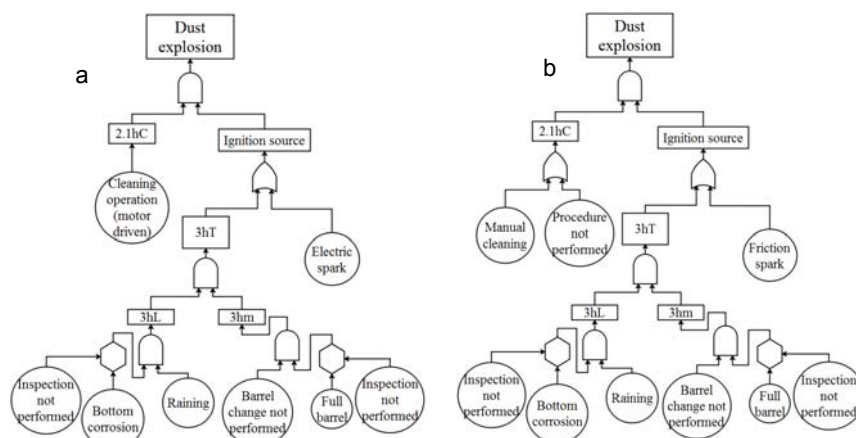 a
Dust
explosion
2.1hC
Ignition source
Cleaning
operation
(motor
driven)
3hT
Electric
spark
3hL
3hm
Inspection
not
performed
Bottom
corrosion
Raining
Barrel
change not
performed
Full
barrel
Inspection
not
performed
b
Dust
explosion
2.1hC
Ignition source
Manual
cleaning
Procedure
not
performed
3hT
Friction
spark
3hL
3hm
Inspection
not
performed
Bottom
corrosion
Raining
Barrel
change not
performed
Full
barrel
Inspection
not
performed